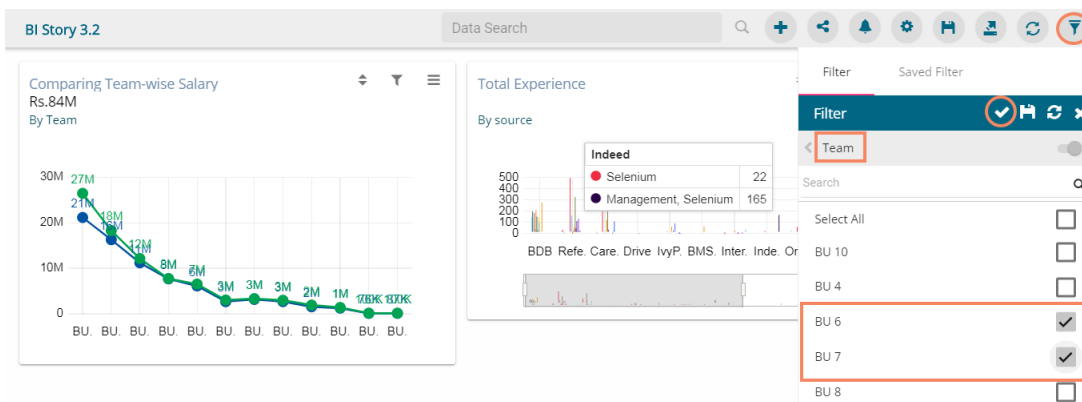 BI Story 3.2
Data Search
Filter
Saved Filter
Comparing Team-wise Salary
Rs.84M
By Team
30M
20M
10M
0
27M
21M
18M
16M
12M
11M
8M
7M
6M
3M
3M
3M
2M
1M
BU. BU. BU. BU. BU. BU. BU. BU. BU. BU. BU. BU.
Total Experience
By source
Indeed
Selenium 22
Management, Selenium 165
500
400
300
200
100
0
BDB Refe. Care. Drive IvyP. BMS. Inter. Inde. Or
Filter
Team
Search
Select All
BU 10
BU 4
BU 6
BU 7
BU 8